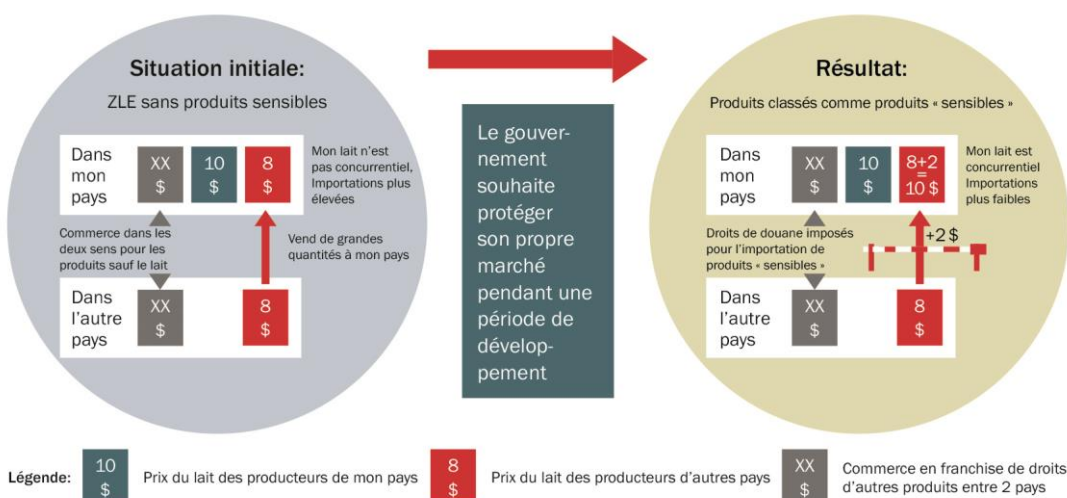 Situation initiale:
ZLE sans produits sensibles
Dans
mon
pays
XX
$
10
$
8
$
Mon lait n'est
pas concurrentiel,
Importations plus
élevées
Commerce dans les
deux sens pour les
produits sauf le lait
Vend de grandes
quantités à mon pays
Dans
l'autre
pays
XX
$
8
$
Le gouver-
nement
souhaite
protéger
son propre
marché
pendant une
période de
dévelop-
pement
Résultat:
Produits classés comme produits « sensibles »
Dans
mon
pays
XX
$
10
$
8+2
=
10 $
Mon lait est
concurrentiel
Importations
plus faibles
Droits de douane imposés
pour l'importation de
produits « sensibles »
+2 $
Dans
l'autre
pays
XX
$
8
$
Légende:
10
$
Prix du lait des producteurs de mon pays
8
$
Prix du lait des producteurs d'autres pays
XX
$
Commerce en franchise de droits
d'autres produits entre 2 pays